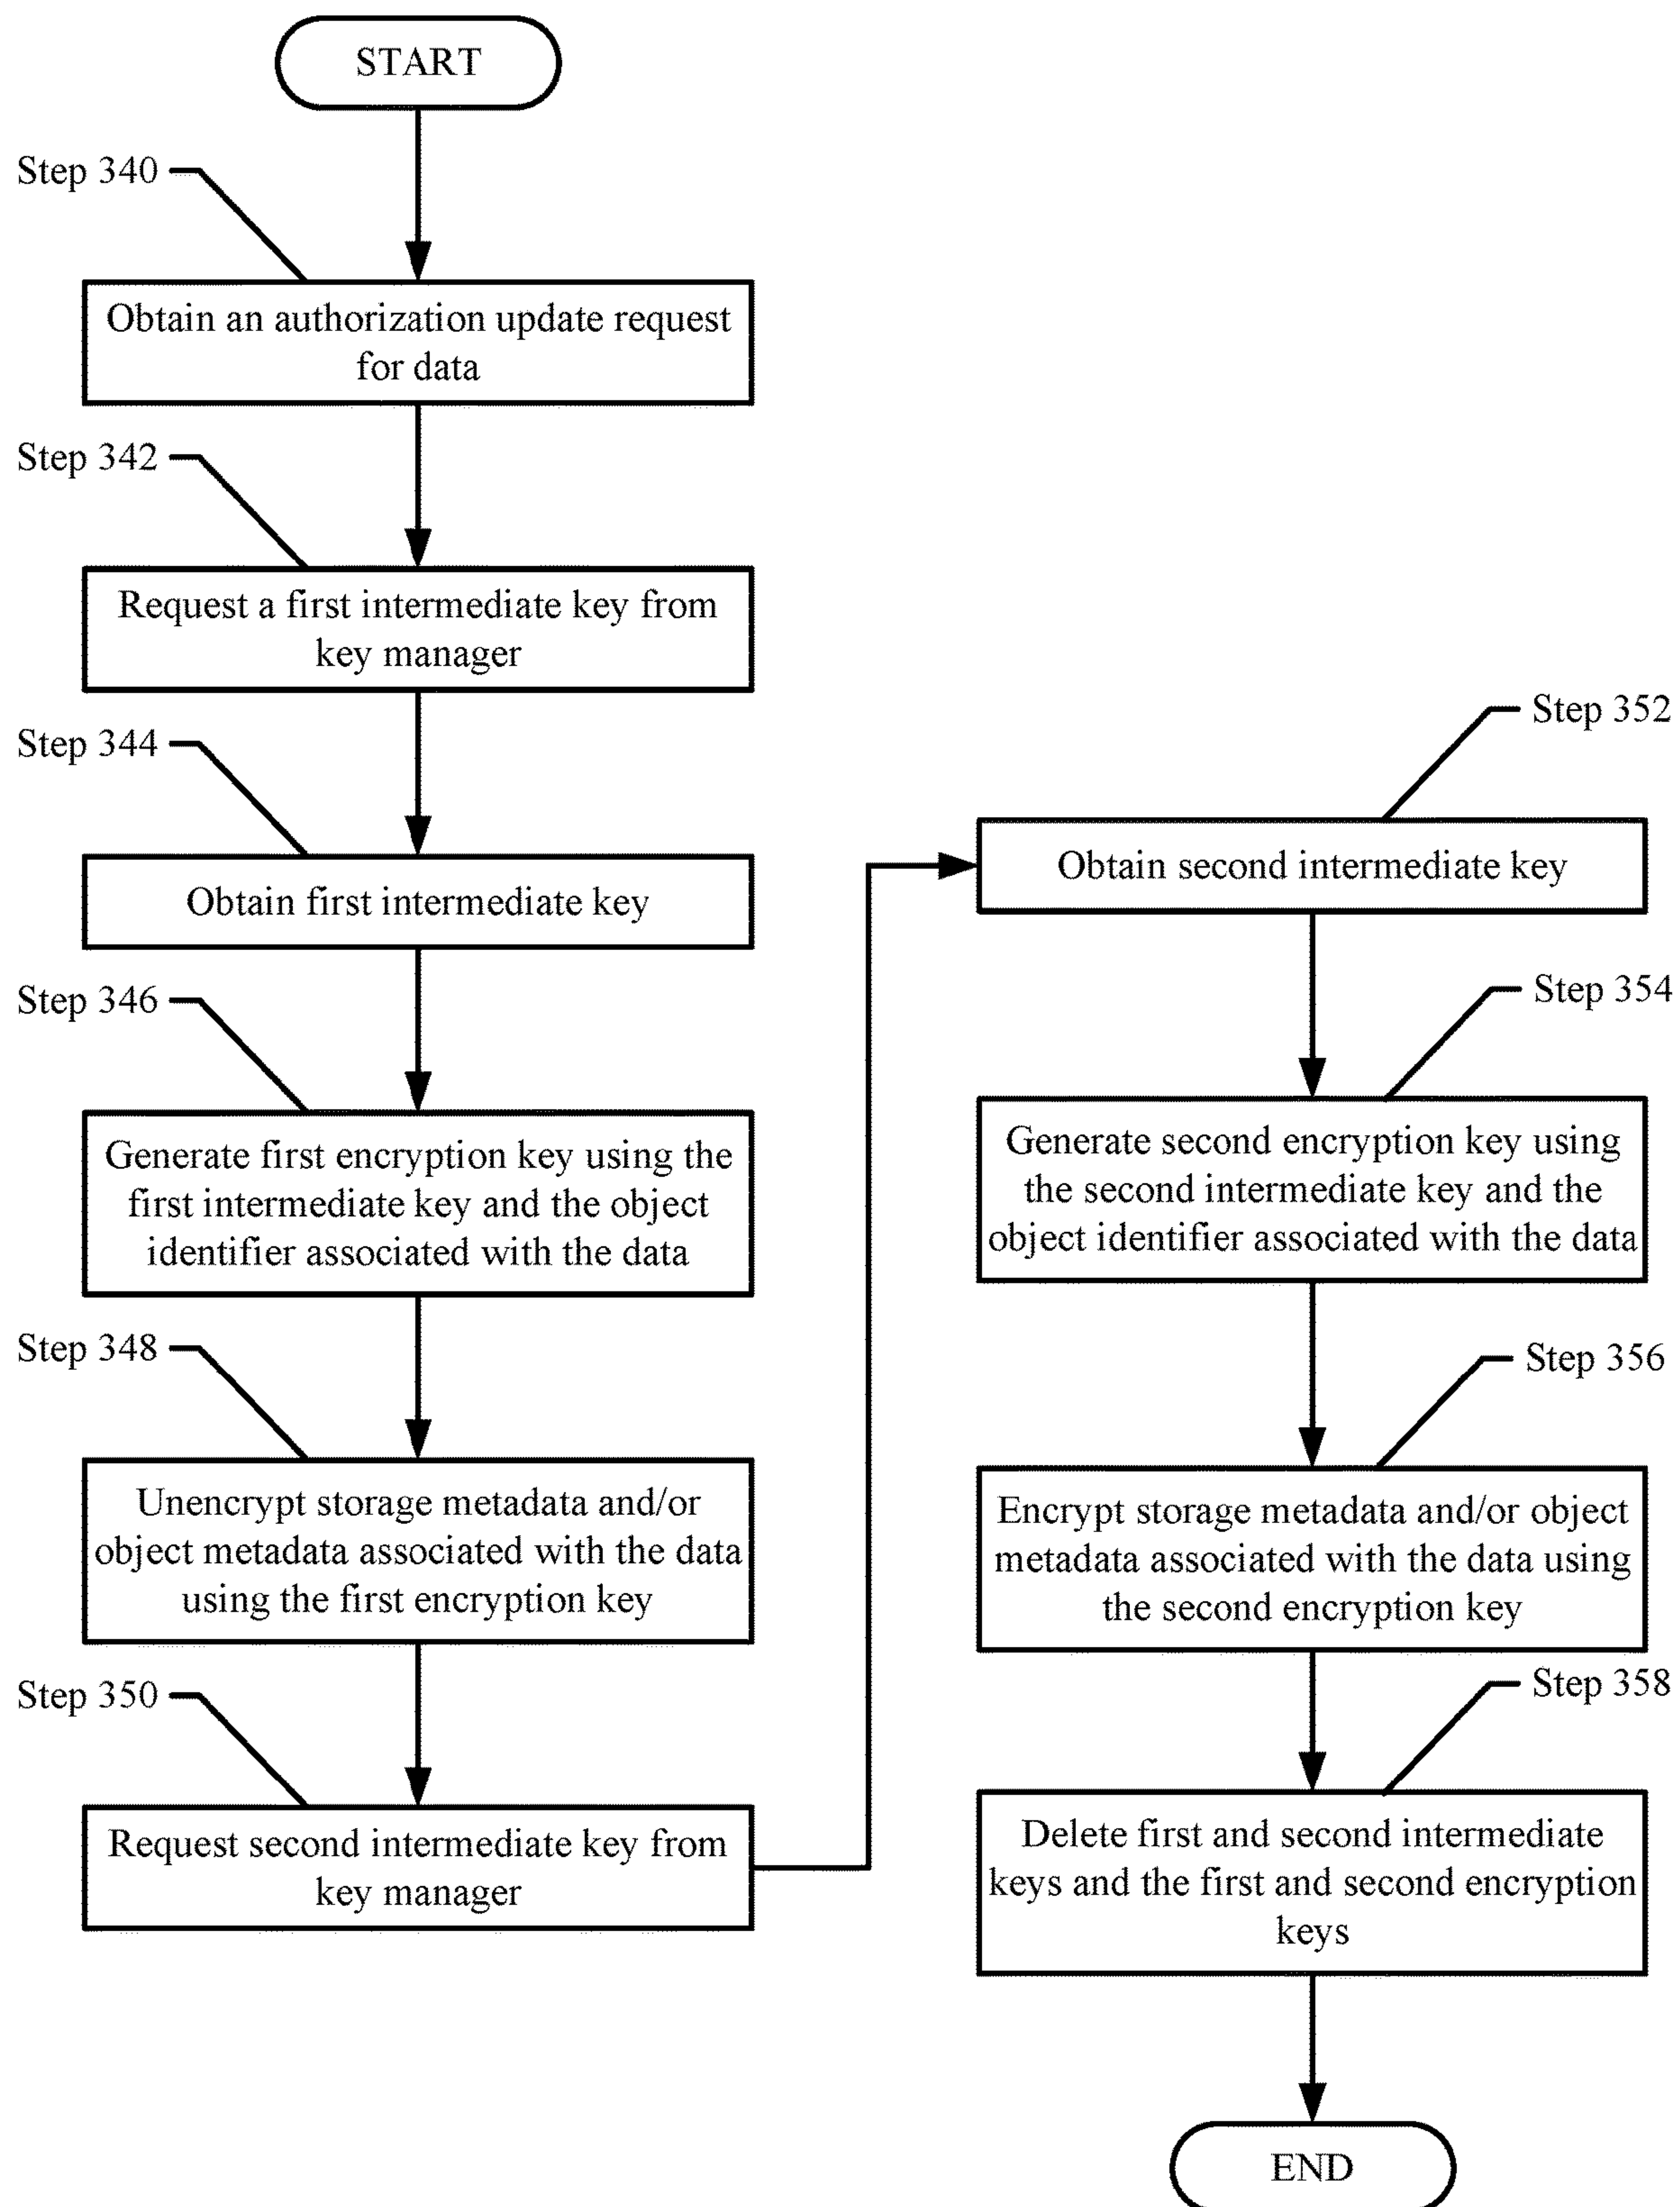 START
Step 340
Obtain an authorization update request
for data
Step 342
Request a first intermediate key from
key manager
Step 344
Obtain first intermediate key
Step 346
Generate first encryption key using the
first intermediate key and the object
identifier associated with the data
Step 348
Unencrypt storage metadata and/or
object metadata associated with the data
using the first encryption key
Step 350
Request second intermediate key from
key manager
Step 352
Obtain second intermediate key
Step 354
Generate second encryption key using
the second intermediate key and the
object identifier associated with the data
Step 356
Encrypt storage metadata and/or object
metadata associated with the data using
the second encryption key
Step 358
Delete first and second intermediate
keys and the first and second encryption
keys
END